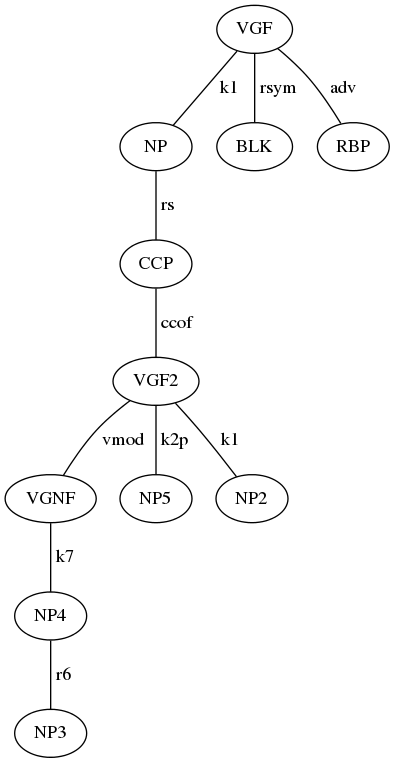 VGF
k1 rsym adv
NP BLK RBP
rs
CCP
ccof
VGF2
vmod k2p k1
VGNF NP5 NP2
k7
NP4
r6
NP3